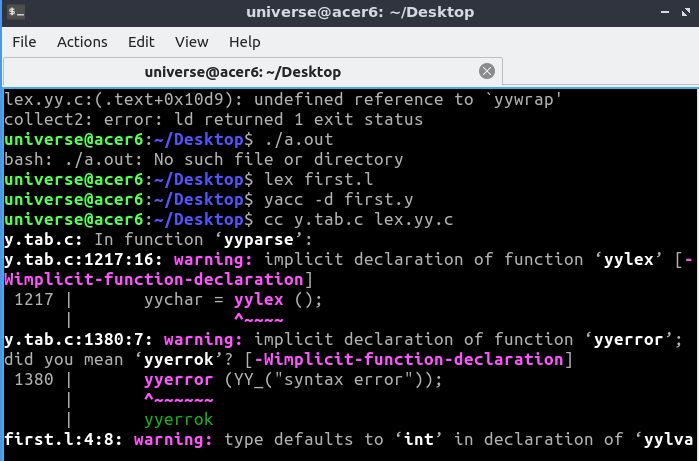 universe@acer6: ~/Desktop
File Actions Edit View Help
universe@acer6: ~/Desktop
lex.yy.c:(.text+0x10d9): undefined reference to `yywrap'
collect2: error: ld returned 1 exit status
universe@acer6:~/Desktop$ ./a.out
bash: ./a.out: No such file or directory
universe@acer6:~/Desktop$ lex first.l
universe@acer6:~/Desktop$ yacc -d first.y
universe@acer6:~/Desktop$ cc y.tab.c lex.yy.c
y.tab.c: In function ‘yyparse’:
y.tab.c:1217:16: warning: implicit declaration of function ‘yylex’ [-
Wimplicit-function-declaration]
1217 | yychar = yylex ();
| ^~~~~
y.tab.c:1380:7: warning: implicit declaration of function ‘yyerror’;
did you mean ‘yyerrok’? [-Wimplicit-function-declaration]
1380 | yyerror (YY_("syntax error"));
| ^~~~~~~
| yyerrok
first.l:4:8: warning: type defaults to ‘int’ in declaration of ‘yylva